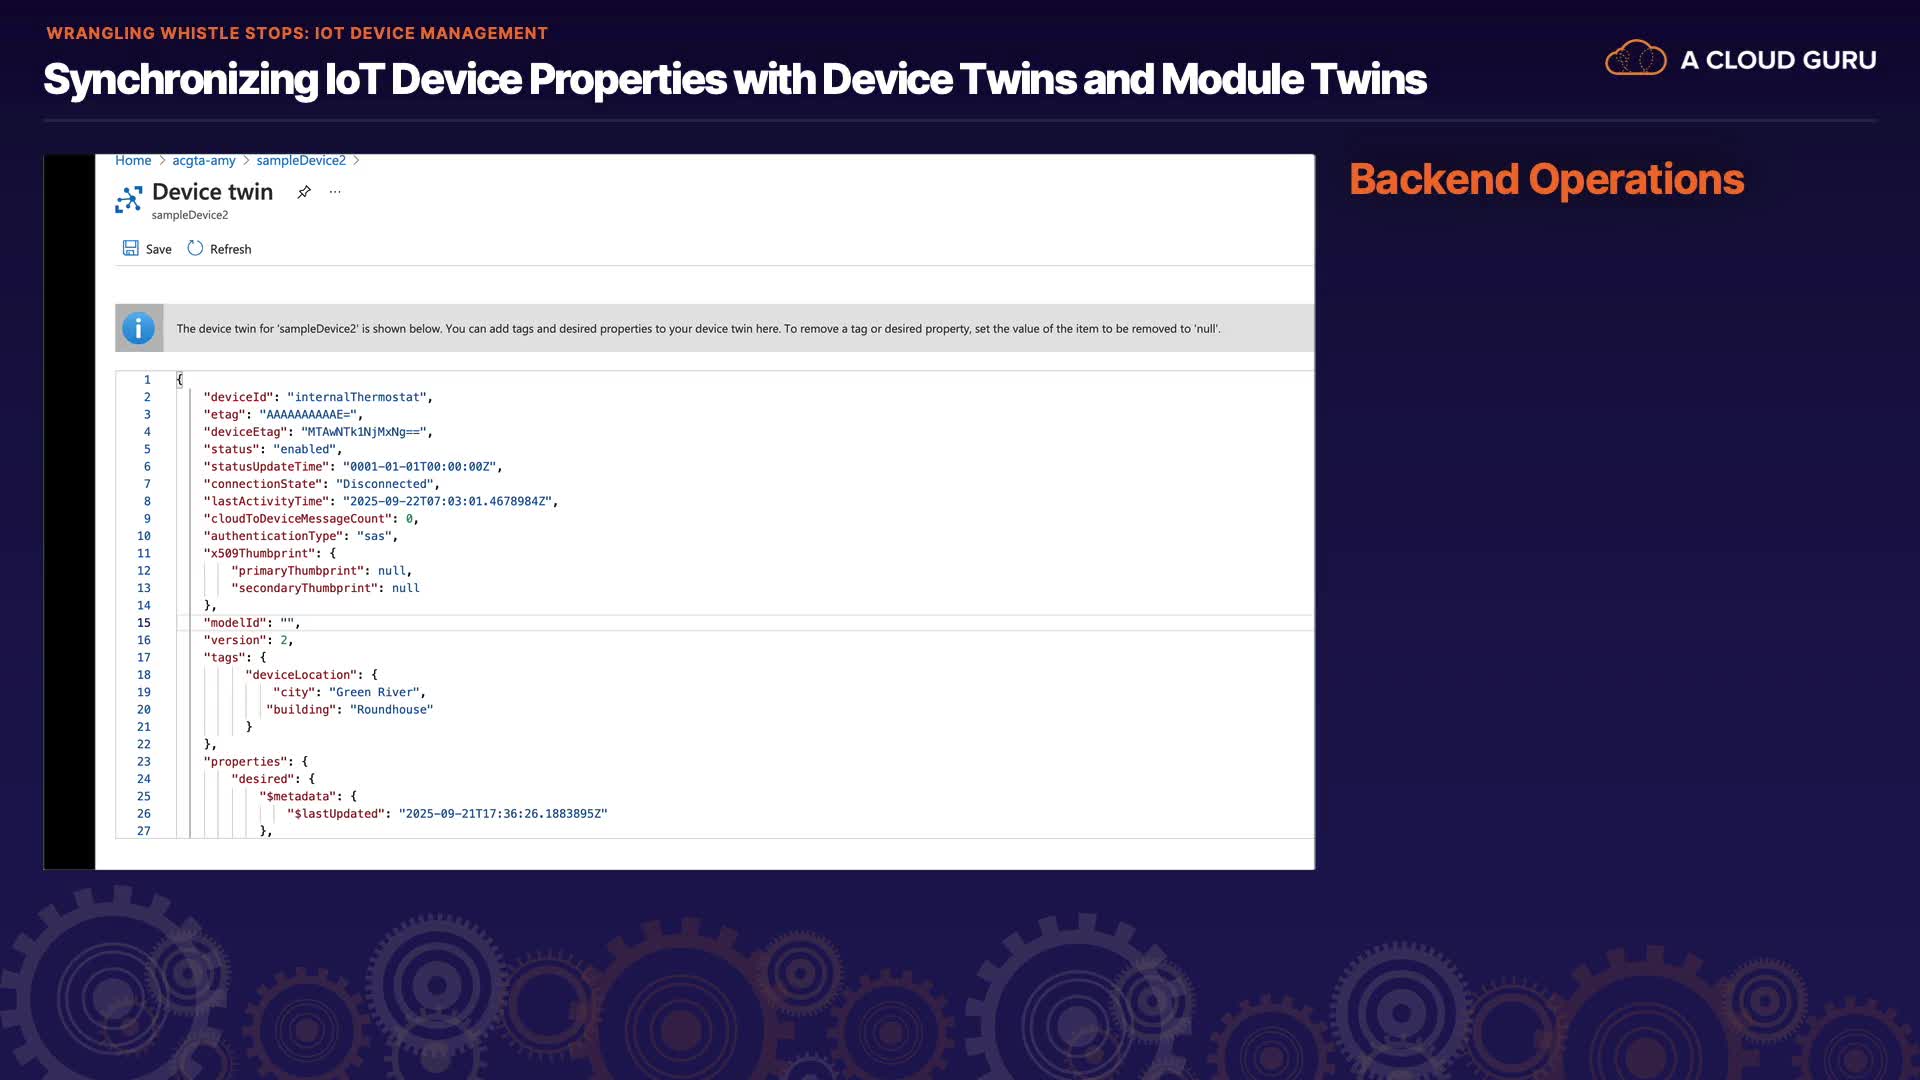 WRANGLING WHISTLE STOPS: IOT DEVICE MANAGEMENT
Synchronizing IoT Device Properties with Device Twins and Module Twins
A CLOUD GURU
Home > acgta-amy > sampleDevice2 >
Device twin ...
sampleDevice2
Save Refresh
The device twin for 'sampleDevice2' is shown below. You can add tags and desired properties to your device twin here. To remove a tag or desired property, set the value of the item to be removed to 'null'.
1 {
2 "deviceId": "internalThermostat",
3 "etag": "AAAAAAAAAAE=",
4 "deviceEtag": "MTAwNTk1NjMxNg==",
5 "status": "enabled",
6 "statusUpdateTime": "0001-01-01T00:00:00Z",
7 "connectionState": "Disconnected",
8 "lastActivityTime": "2025-09-22T07:03:01.4678984Z",
9 "cloudToDeviceMessageCount": 0,
10 "authenticationType": "sas",
11 "x509Thumbprint": {
12 "primaryThumbprint": null,
13 "secondaryThumbprint": null
14 },
15 "modelId": "",
16 "version": 2,
17 "tags": {
18 "deviceLocation": {
19 "city": "Green River",
20 "building": "Roundhouse"
21 }
22 },
23 "properties": {
24 "desired": {
25 "$metadata": {
26 "$lastUpdated": "2025-09-21T17:36:26.1883895Z"
27 },
Backend Operations